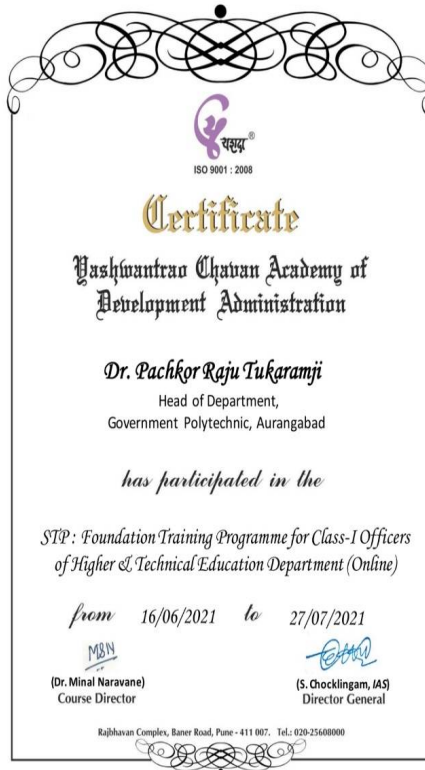 यशदा®
ISO 9001 : 2008
Certificate
Yashwantrao Chavan Academy of
Development Administration
Dr. Pachkor Raju Tukaramji
Head of Department,
Government Polytechnic, Aurangabad
has participated in the
STP : Foundation Training Programme for Class-I Officers
of Higher & Technical Education Department (Online)
from 16/06/2021 to 27/07/2021
(Dr. Minal Naravane)
(S. Chocklingam, IAS)
Course Director
Director General
Rajbhavan Complex, Baner Road, Pune - 411 007. Tel.: 020-25608000